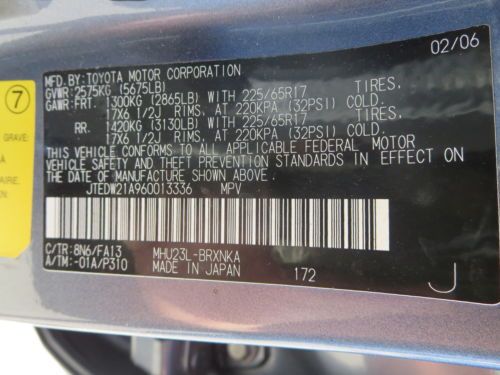 02/06
MFD.BY:TOYOTA MOTOR CORPORATION
GVWR:2575KG (5675LB)
GAWR:FRT. 1300KG (2865LB) WITH 225/65R17 TIRES,
17X6 1/2J RIMS, AT 220KPA (32PSI) COLD
RR. 1420KG (3130LB) WITH 225/65R17 TIRES,
17X6 1/2J RIMS, AT 220KPA (32PSI) COLD
THIS VEHICLE CONFORMS TO ALL APPLICABLE FEDERAL MOTOR
VEHICLE SAFETY AND THEFT PREVENTION STANDARDS IN EFFECT ON
THE DATE OF MANUFACTURE SHOWN ABOVE.
JTEDW21A960013336 MPV
C/TR: 8N6/FA13 MHU23L-BRXNKA
A/TM:-01A/P310 MADE IN JAPAN 172 J
7
GRAVE:
AIRE.